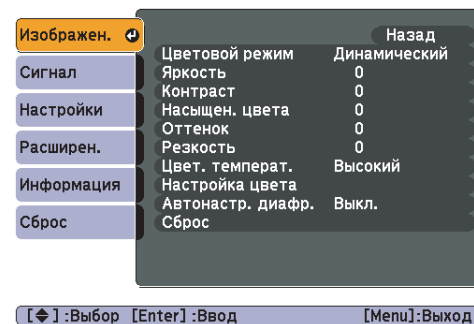 Изображен.
Сигнал
Настройки
Расширен.
Информация
Сброс
Назад
Цветовой режим Динамический
Яркость 0
Контраст 0
Насыщен. цвета 0
Оттенок 0
Резкость 0
Цвет. температ. Высокий
Настройка цвета
Автонастр. диафр. Выкл.
Сброс
[◆] :Выбор [Enter] :Ввод [Menu]:Выход